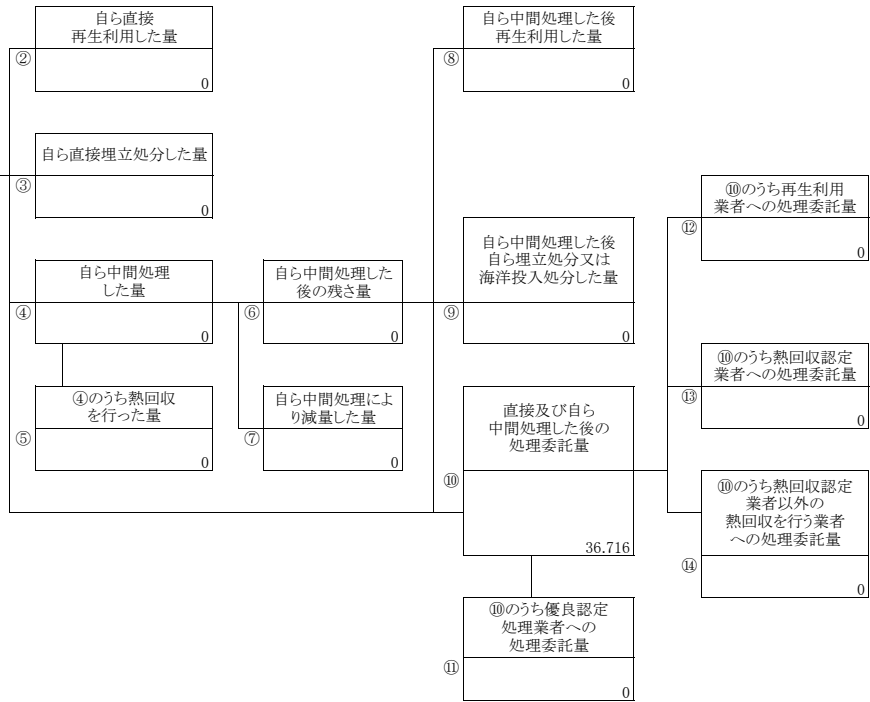 自ら直接
再生利用した量
②
0
自ら直接埋立処分した量
③
0
自ら中間処理
した量
④
0
④のうち熱回収
を行った量
⑤
0
自ら中間処理した
後の残さ量
⑥
0
自ら中間処理によ
り減量した量
⑦
0
自ら中間処理した後
再生利用した量
⑧
0
自ら中間処理した後
自ら埋立処分又は
海洋投入処分した量
⑨
0
直接及び自ら
中間処理した後の
処理委託量
⑩
36.716
⑩のうち優良認定
処理業者への
処理委託量
⑪
0
⑩のうち再生利用
業者への処理委託量
⑫
0
⑩のうち熱回収認定
業者への処理委託量
⑬
0
⑩のうち熱回収認定
業者以外の
熱回収を行う業者
への処理委託量
⑭
0